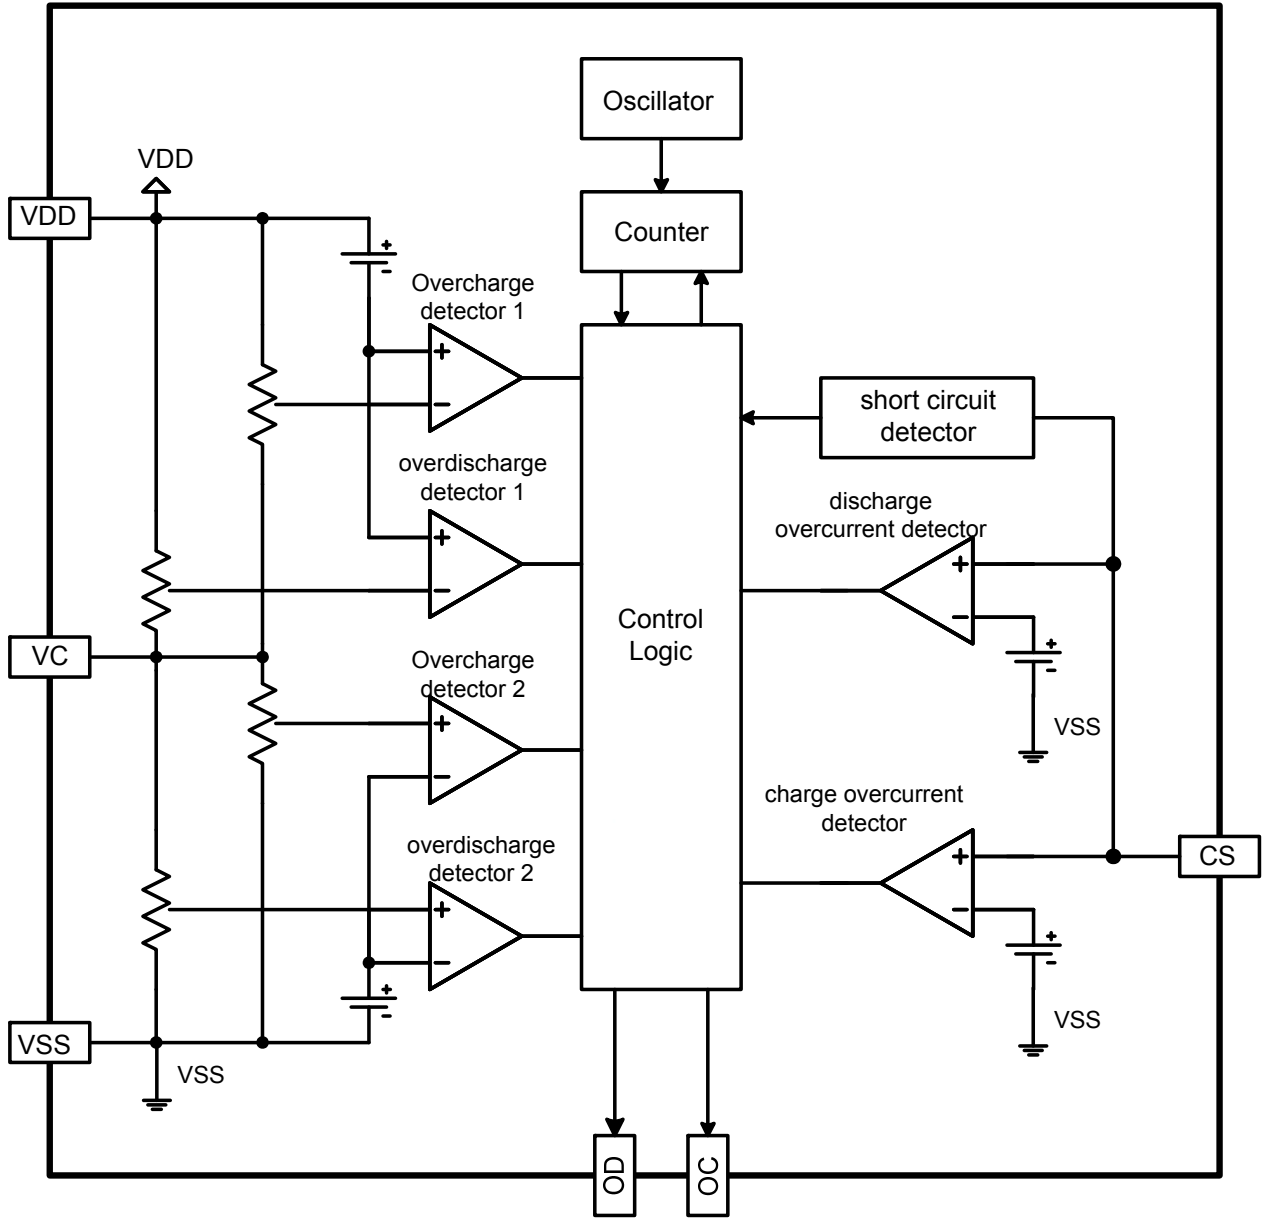 Oscillator
VDD
VDD
Counter
+
-
Overcharge
detector 1
+
-
short circuit
detector
overdischarge
detector 1
discharge
overcurrent detector
+
-
+
-
Control
Logic
+
-
VC
Overcharge
detector 2
+
-
VSS
charge overcurrent
detector
overdischarge
detector 2
+
-
CS
+
-
+
-
+
-
VSS
VSS
VSS
OD
OC